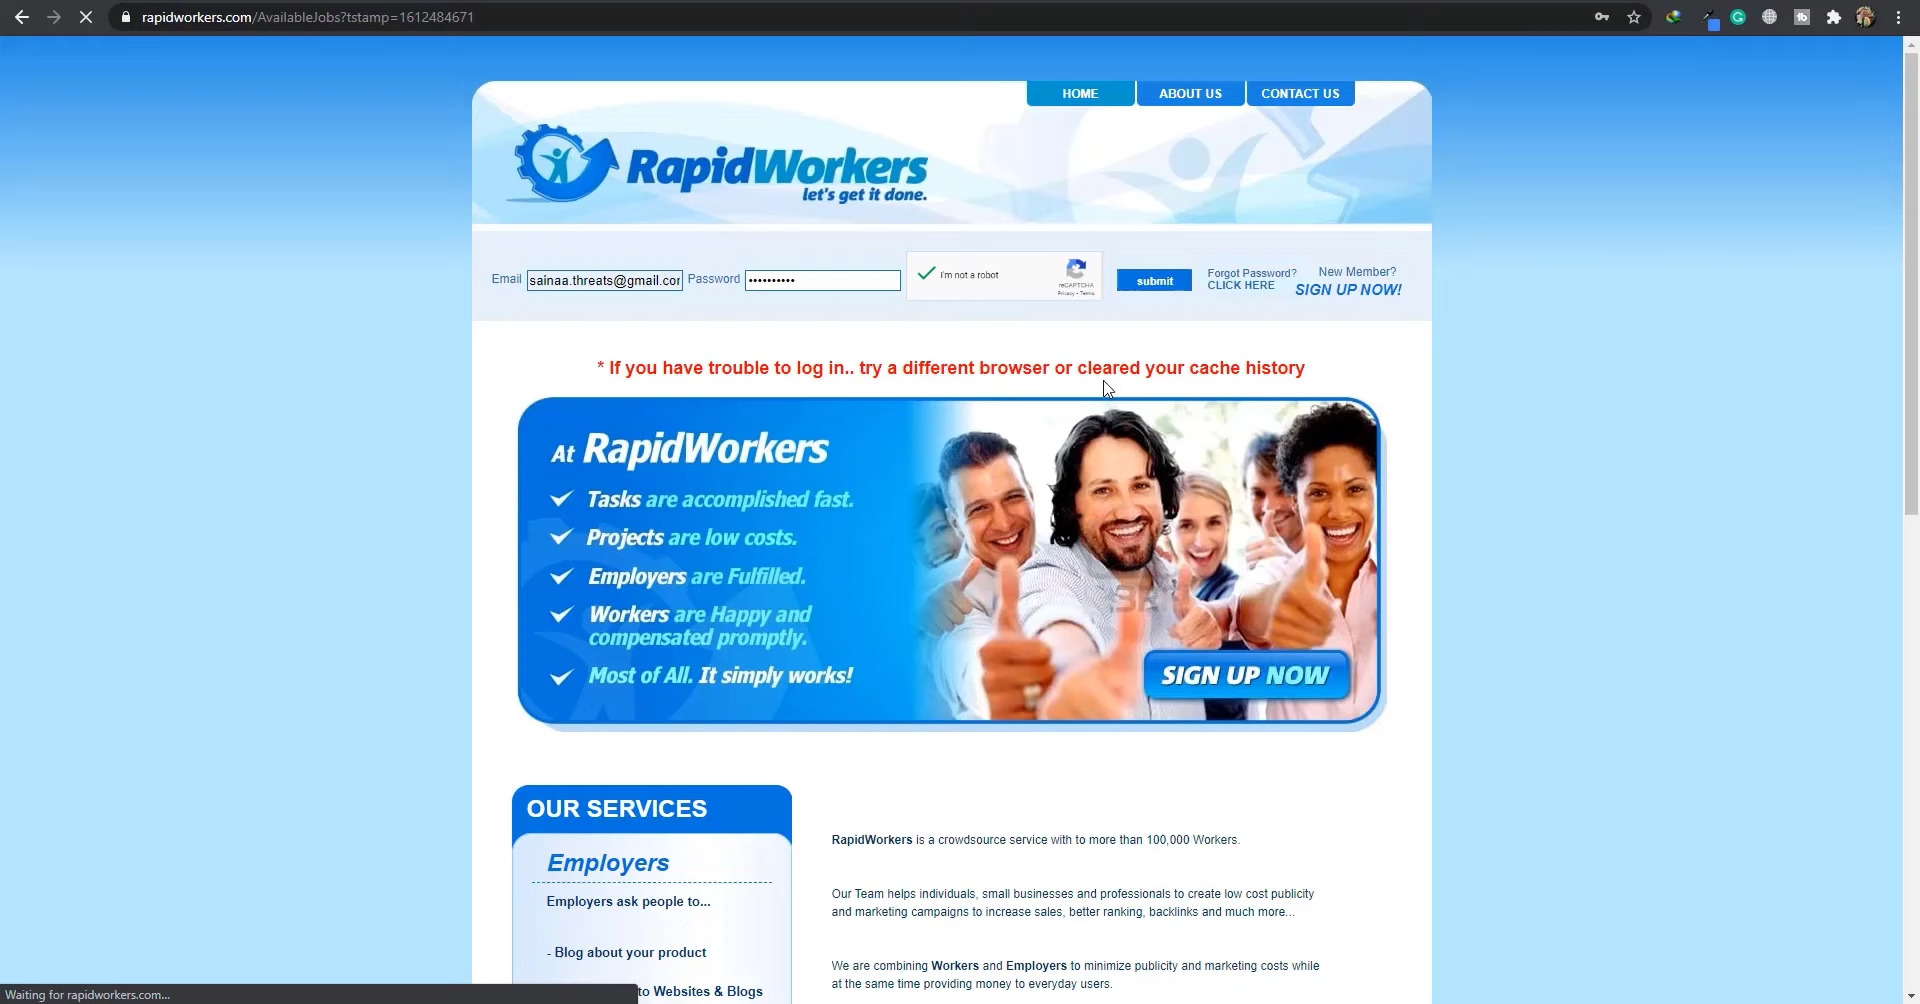 rapidworkers.com/AvailableJobs?tstamp=1612484671
HOME ABOUT US CONTACT US
RapidWorkers
let's get it done.
Email sainaa.threats@gmail.cor Password •••••••••• I'm not a robot
reCAPTCHA
Privacy - Terms
submit
Forgot Password?
CLICK HERE
New Member?
SIGN UP NOW!
* If you have trouble to log in.. try a different browser or cleared your cache history
At RapidWorkers
Tasks are accomplished fast.
Projects are low costs.
Employers are Fulfilled.
Workers are Happy and
compensated promptly.
Most of All. It simply works!
SIGN UP NOW
OUR SERVICES
Employers
Employers ask people to...
- Blog about your product
to Websites & Blogs
RapidWorkers is a crowdsource service with to more than 100,000 Workers.
Our Team helps individuals, small businesses and professionals to create low cost publicity
and marketing campaigns to increase sales, better ranking, backlinks and much more...
We are combining Workers and Employers to minimize publicity and marketing costs while
at the same time providing money to everyday users.
Waiting for rapidworkers.com...